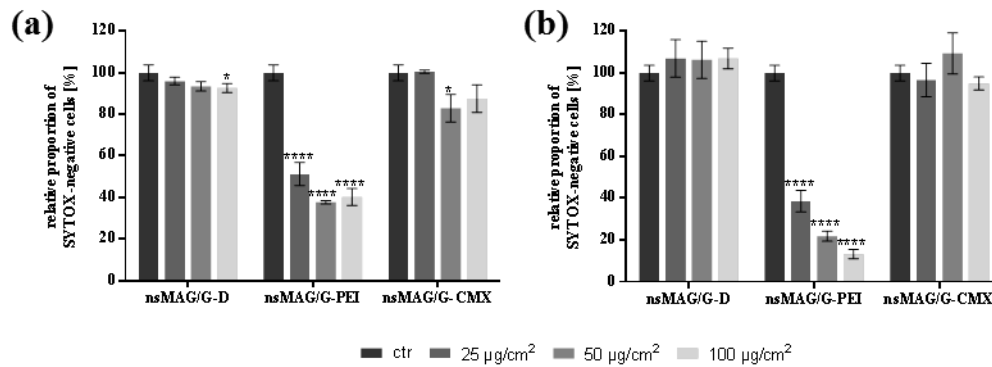 (a)
relative proportion of
SYTOX-negative cells [%]
120
100
80
60
40
20
0
*
****
****
****
*
nsMAG/G-D
nsMAG/G-PEI
nsMAG/G-CMX
(b)
relative proportion of
SYTOX-negative cells [%]
120
100
80
60
40
20
0
****
****
****
nsMAG/G-D
nsMAG/G-PEI
nsMAG/G-CMX
ctr 25 µg/cm² 50 µg/cm² 100 µg/cm²